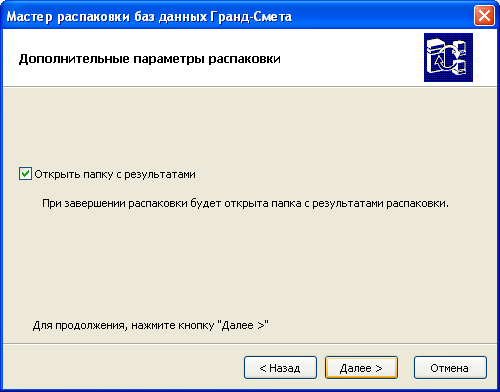 Мастер распаковки баз данных Гранд-Смета
Дополнительные параметры распаковки
Открыть папку с результатами
При завершении распаковки будет открыта папка с результатами распаковки.
Для продолжения, нажмите кнопку "Далее >"
< Назад
Далее >
Отмена